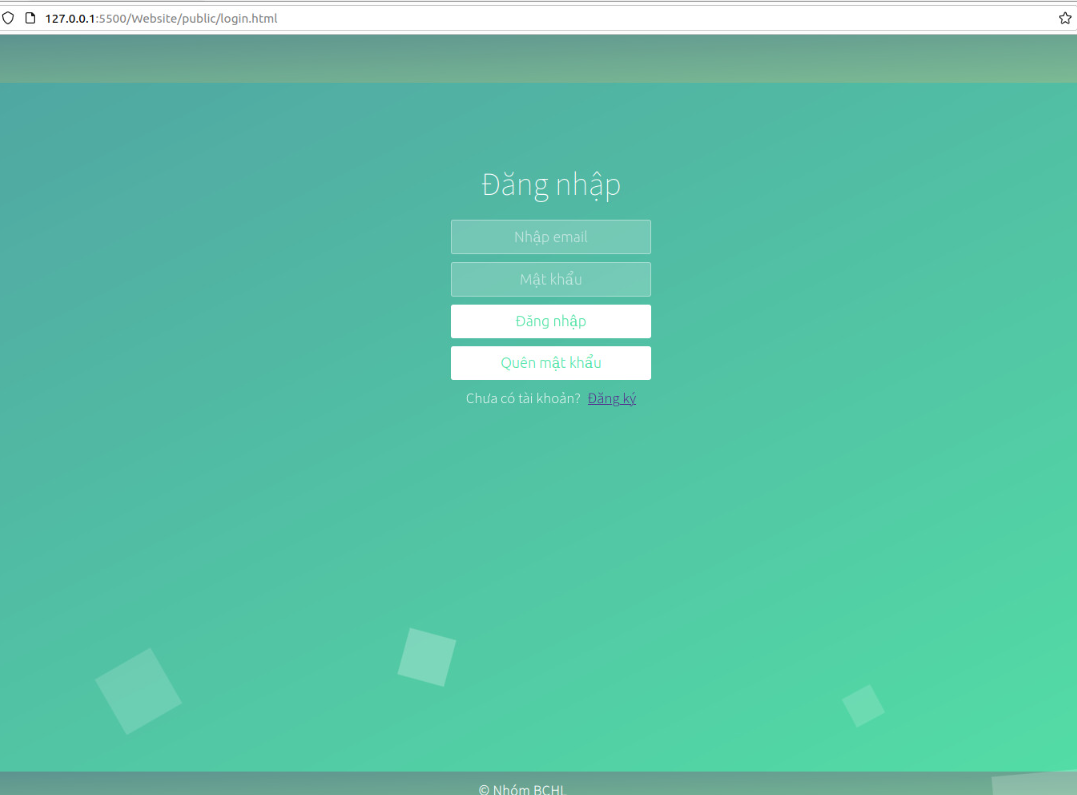 127.0.0.1:5500/Website/public/login.html
Đăng nhập
Nhập email
Mật khẩu
Đăng nhập
Quên mật khẩu
Chưa có tài khoản? Đăng ký
© Nhóm BCHL